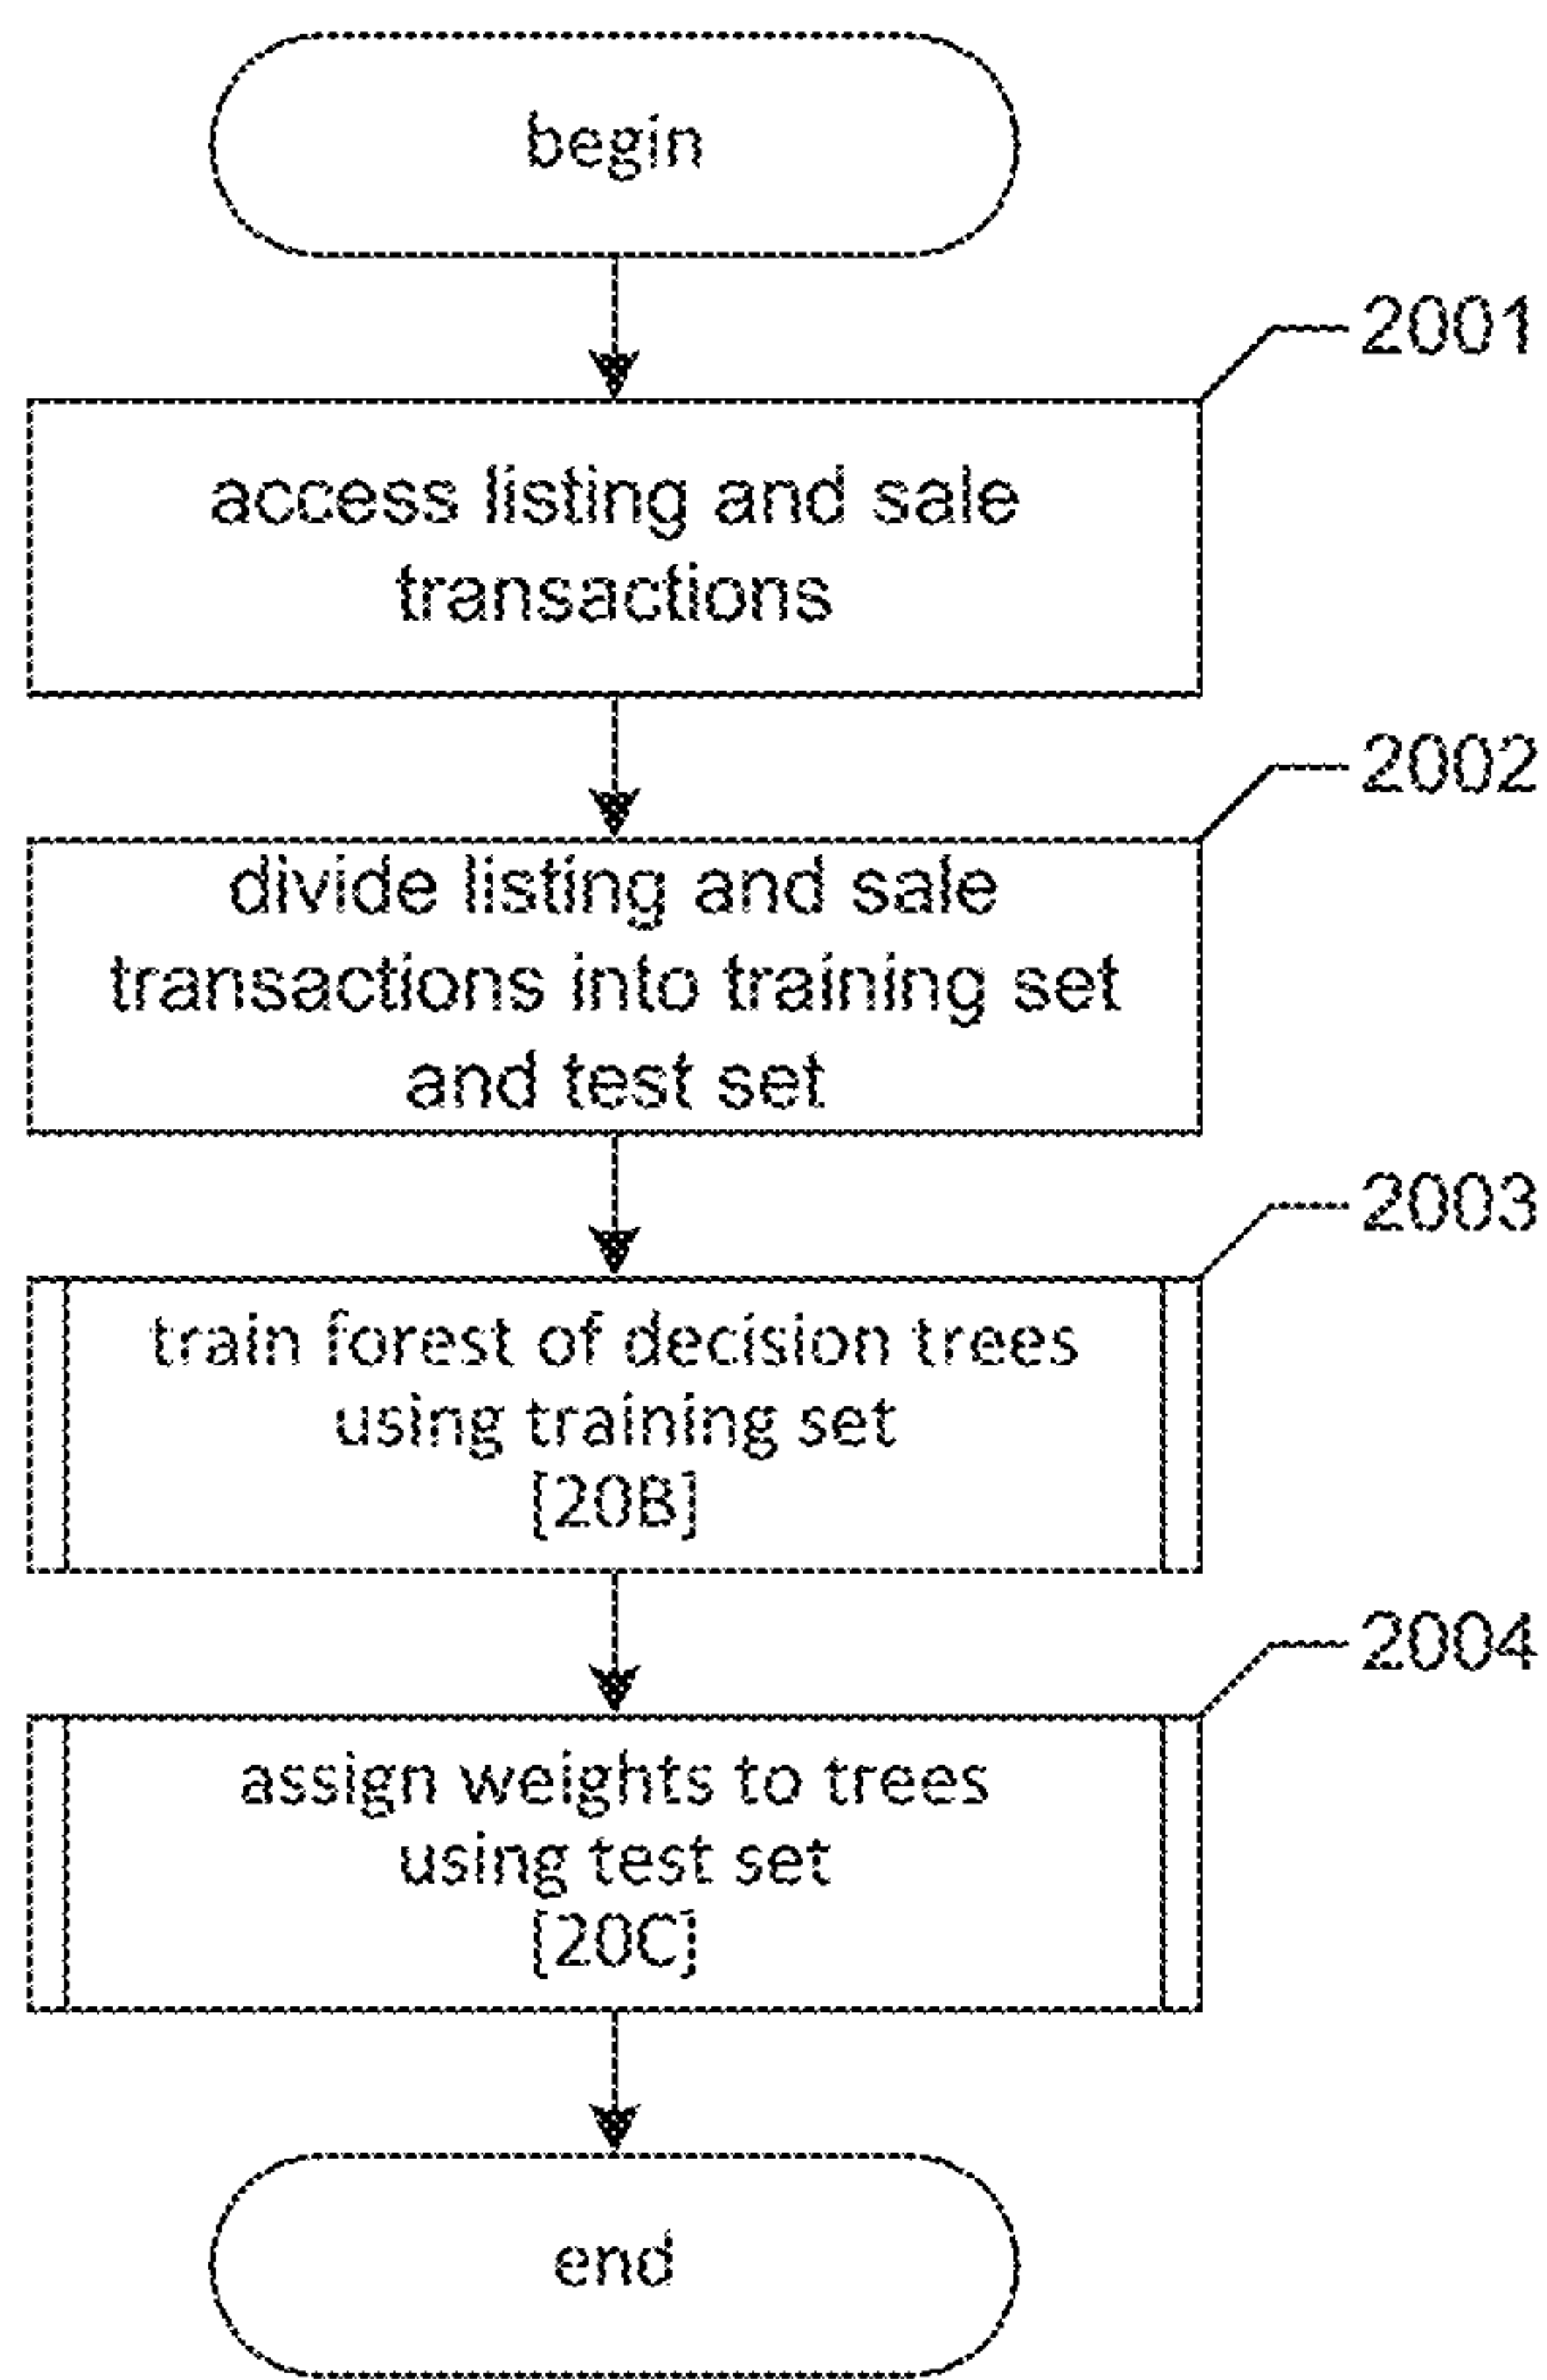 begin
2001
access listing and sale
transactions
2002
divide listing and sale
transactions into training set
and test set
2003
train forest of decision trees
using training set
[20B]
2004
assign weights to trees
using test set
[20C]
end